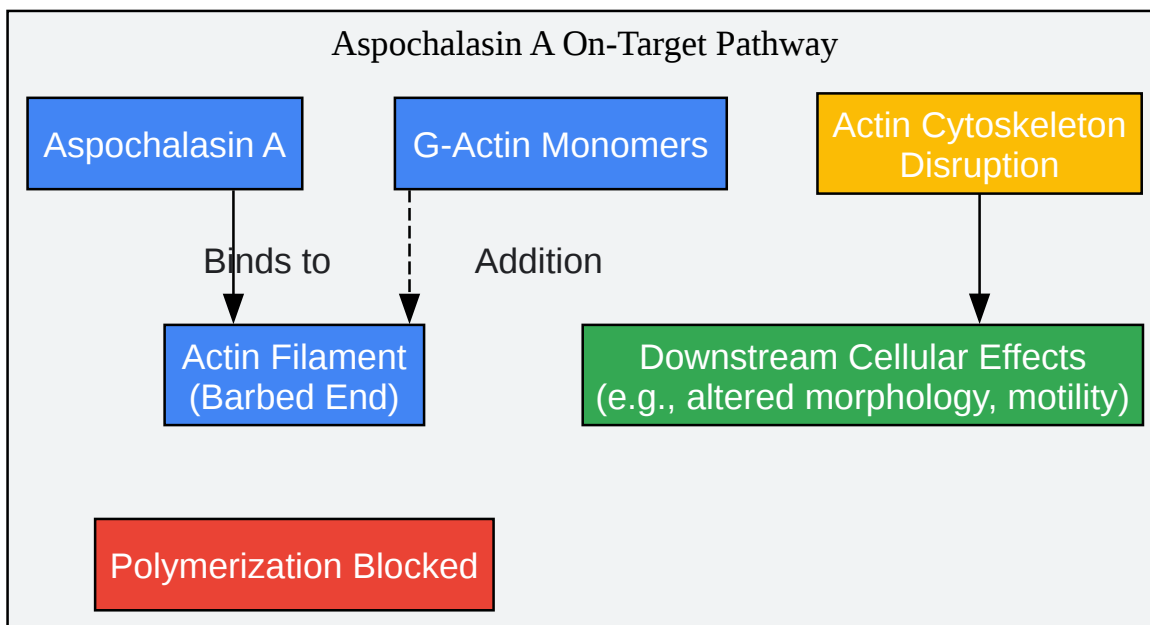 Aspochalasin A On-Target Pathway
Aspochalasin A
G-Actin Monomers
Actin Cytoskeleton
Disruption
Binds to
Addition
Actin Filament
(Barbed End)
Downstream Cellular Effects
(e.g., altered morphology, motility)
Polymerization Blocked